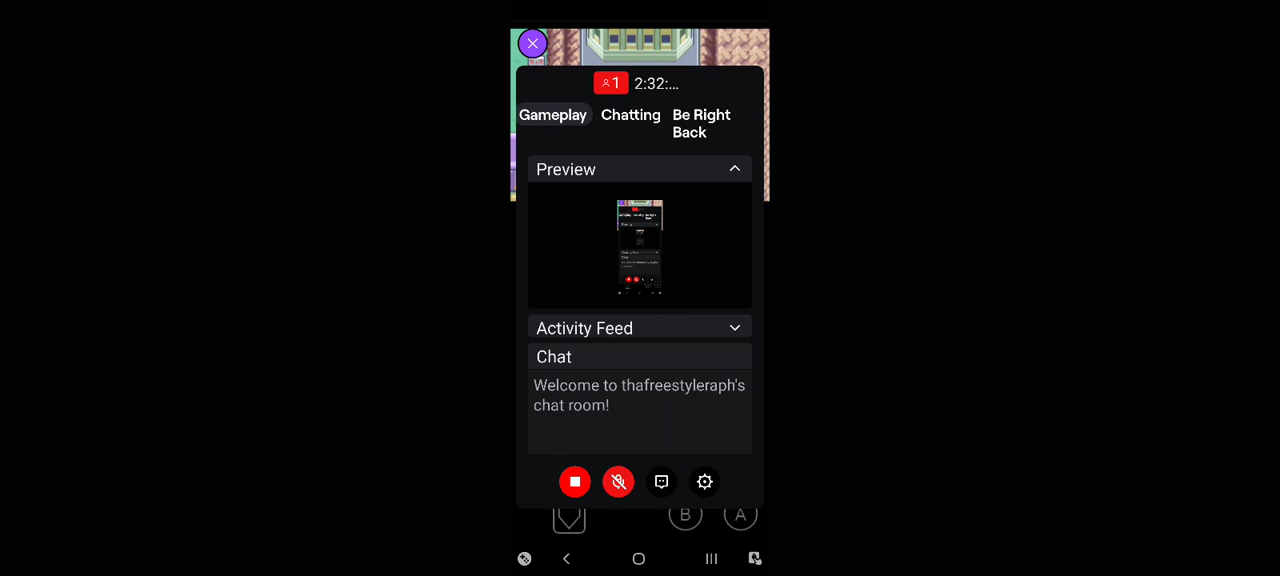 1 2:32:...
Gameplay Chatting Be Right
Back
Preview
Activity Feed
Chat
Welcome to thafreestyleraph's
chat room!
B A